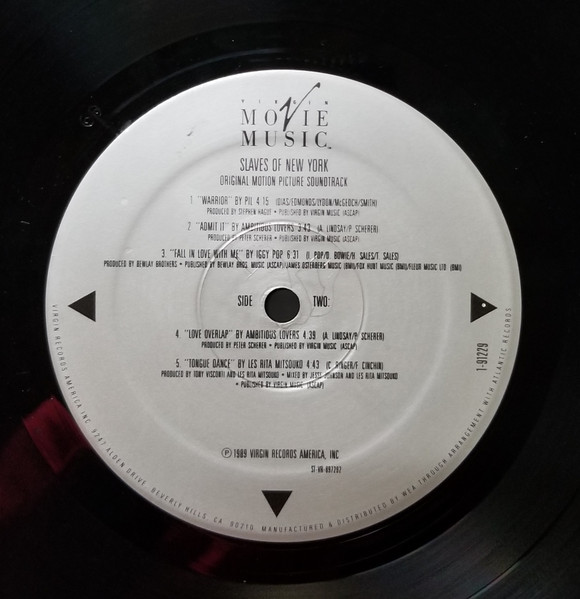 VIRGIN
MOVIE
MUSIC™
SLAVES OF NEW YORK
ORIGINAL MOTION PICTURE SOUNDTRACK
1. "WARRIOR" BY PIL 4:15 (DIAS/EDMUNDS/LYDON/McGEOCH/SMITH)
PRODUCED BY STEPHEN HAGUE • PUBLISHED BY VIRGIN MUSIC (ASCAP)
2. "ADMIT IT" BY AMBITIOUS LOVERS 3:43 (A. LINDSAY/P. SCHERER)
PRODUCED BY PETER SCHERER • PUBLISHED BY VIRGIN MUSIC (ASCAP)
3. "FALL IN LOVE WITH ME" BY IGGY POP 6:31 (I. POP/D. BOWIE/H. SALES/T. SALES)
PRODUCED BY BEWLAY BROTHERS • PUBLISHED BY BEWLAY BROS. MUSIC (ASCAP)/JAMES OSTERBERG MUSIC (BMI)/FOX HUNT MUSIC (BMI)/FLEUR MUSIC LTD. (BMI)
SIDE TWO:
4. "LOVE OVERLAP" BY AMBITIOUS LOVERS 4:39 (A. LINDSAY/P. SCHERER)
PRODUCED BY PETER SCHERER • PUBLISHED BY VIRGIN MUSIC (ASCAP)
5. "TONGUE DANCE" BY LES RITA MITSOUKO 4:43 (C. RINGER/F. CHICHIN)
PRODUCED BY TONY VISCONTI AND LES RITA MITSOUKO • MIXED BY JESSE JOHNSON AND LES RITA MITSOUKO
• PUBLISHED BY VIRGIN MUSIC (ASCAP)
1-91229
Ⓟ 1989 VIRGIN RECORDS AMERICA, INC
ST-VR-897292
VIRGIN RECORDS AMERICA INC. 9247 ALDEN DRIVE, BEVERLY HILLS, CA 90210 MANUFACTURED & DISTRIBUTED BY WEA THROUGH ARRANGEMENT WITH ATLANTIC RECORDS